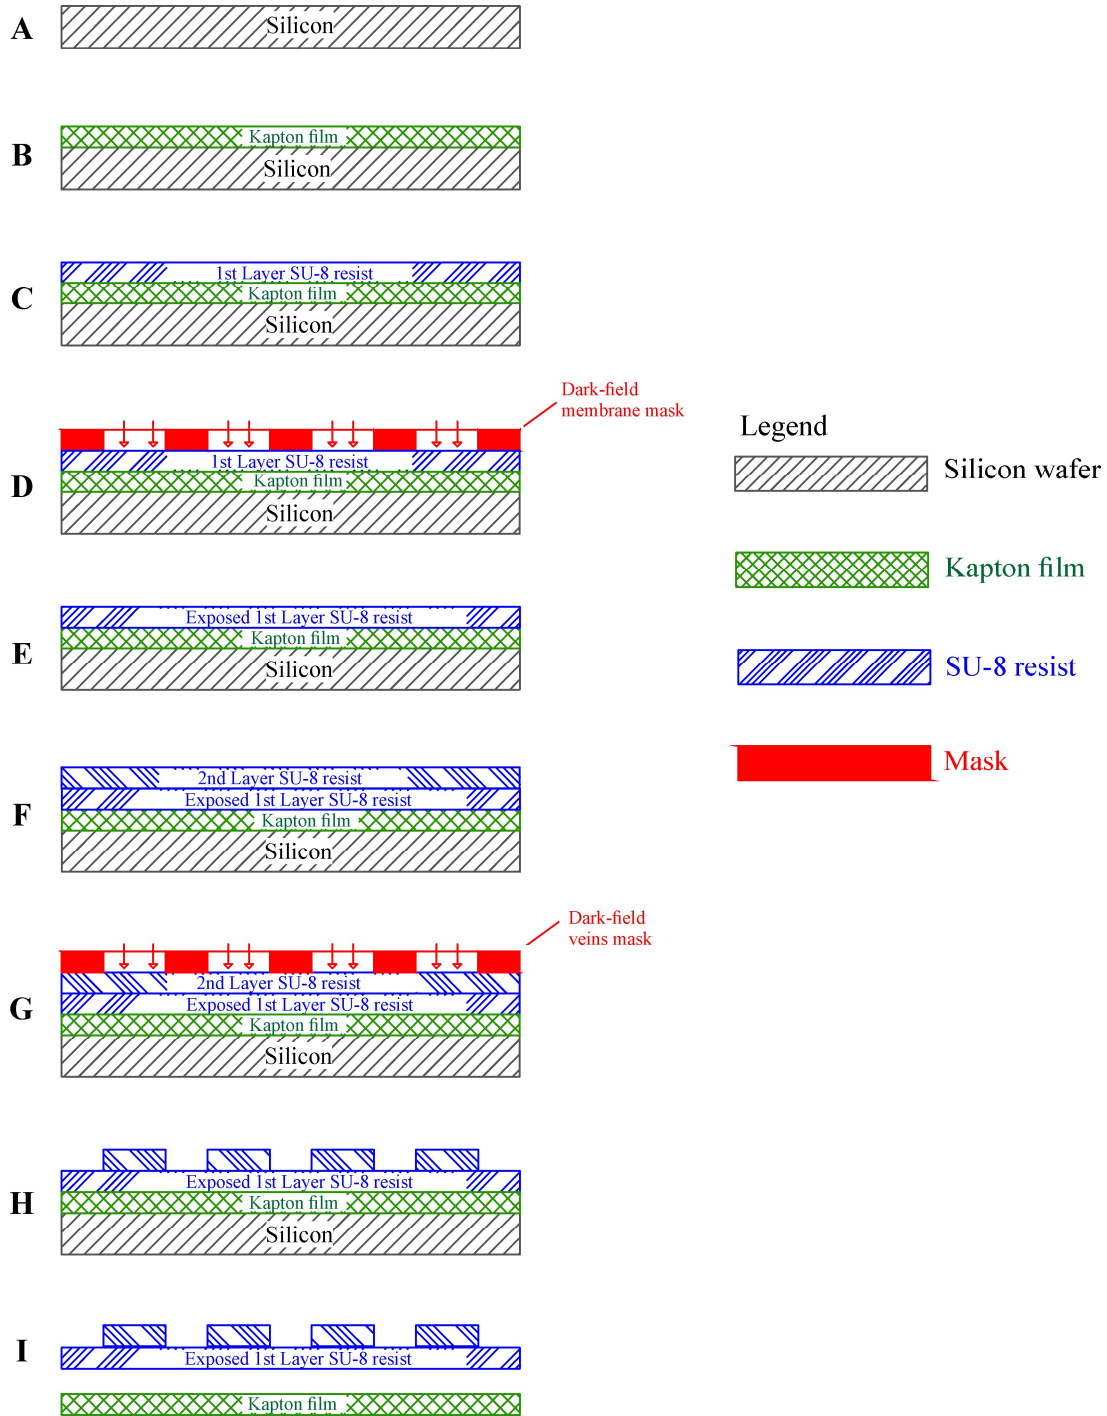 A
Silicon
B
Kapton film
Silicon
C
1st Layer SU-8 resist
Kapton film
Silicon
Dark-field
membrane mask
D
1st Layer SU-8 resist
Kapton film
Silicon
E
Exposed 1st Layer SU-8 resist
Kapton film
Silicon
F
2nd Layer SU-8 resist
Exposed 1st Layer SU-8 resist
Kapton film
Silicon
Dark-field
veins mask
G
2nd Layer SU-8 resist
Exposed 1st Layer SU-8 resist
Kapton film
Silicon
H
Exposed 1st Layer SU-8 resist
Kapton film
Silicon
I
Exposed 1st Layer SU-8 resist
Kapton film
Legend
Silicon wafer
Kapton film
SU-8 resist
Mask